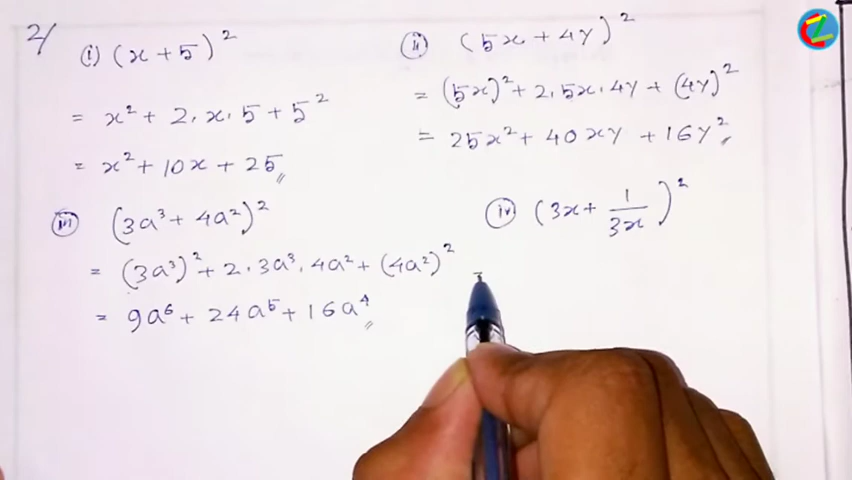 2/
(i) (x + 5)²
= x² + 2.x.5 + 5²
= x² + 10x + 25
(ii) (5x + 4y)²
= (5x)² + 2.5x.4y + (4y)²
= 25x² + 40xy + 16y²
(iii) (3a³ + 4a²)²
= (3a³)² + 2.3a³.4a² + (4a²)²
= 9a⁶ + 24a⁵ + 16a⁴
(iv) (3x + 1/3x)²